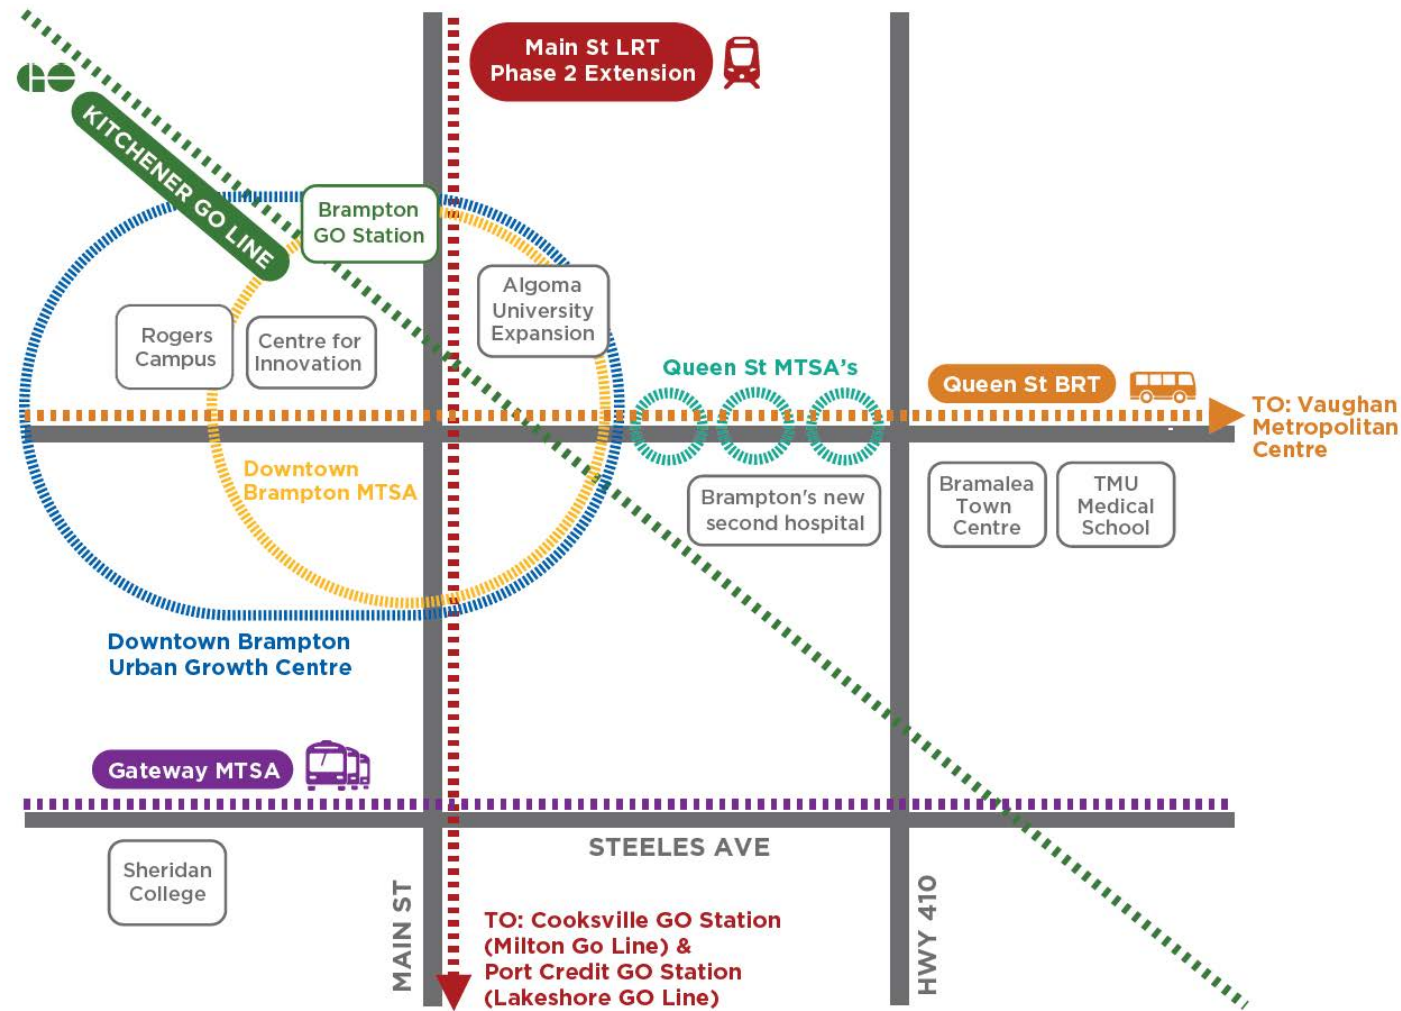 Main St LRT
Phase 2 Extension
GO
KITCHENER GO LINE
Brampton
GO Station
Algoma
University
Expansion
Rogers
Campus
Centre for
Innovation
Queen St MTSA's
Queen St BRT
TO: Vaughan
Metropolitan
Centre
Downtown
Brampton MTSA
Brampton's new
second hospital
Bramalea
Town
Centre
TMU
Medical
School
Downtown Brampton
Urban Growth Centre
Gateway MTSA
STEELES AVE
Sheridan
College
MAIN ST
HWY 410
TO: Cooksville GO Station
(Milton Go Line) &
Port Credit GO Station
(Lakeshore GO Line)